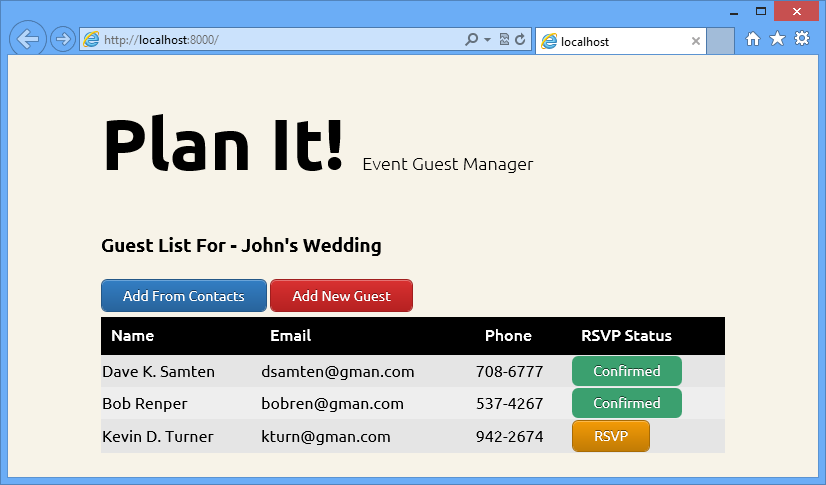 http://localhost:8000/
localhost
Plan It! Event Guest Manager
Guest List For - John's Wedding
Add From Contacts Add New Guest
Name Email Phone RSVP Status
Dave K. Samten dsamten@gman.com 708-6777 Confirmed
Bob Renper bobren@gman.com 537-4267 Confirmed
Kevin D. Turner kturn@gman.com 942-2674 RSVP